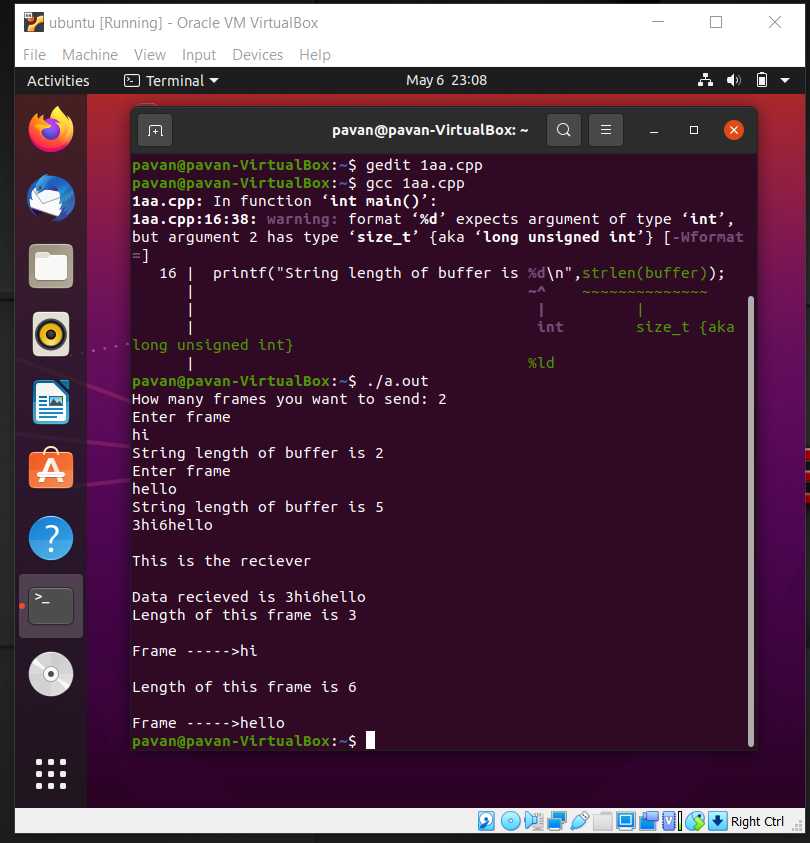 ubuntu [Running] - Oracle VM VirtualBox
File Machine View Input Devices Help
Activities Terminal May 6 23:08
pavan@pavan-VirtualBox: ~
pavan@pavan-VirtualBox:~$ gedit 1aa.cpp
pavan@pavan-VirtualBox:~$ gcc 1aa.cpp
1aa.cpp: In function ‘int main()’:
1aa.cpp:16:38: warning: format ‘%d’ expects argument of type ‘int’,
but argument 2 has type ‘size_t’ {aka ‘long unsigned int’} [-Wformat
=]
   16 |  printf("String length of buffer is %d\n",strlen(buffer));
      |                                     ~^    ~~~~~~~~~~~~~~
      |                                      |          |
      |                                      int        size_t {aka
long unsigned int}
      |                                     %ld
pavan@pavan-VirtualBox:~$ ./a.out
How many frames you want to send: 2
Enter frame
hi
String length of buffer is 2
Enter frame
hello
String length of buffer is 5
3hi6hello
This is the reciever
Data recieved is 3hi6hello
Length of this frame is 3
Frame ----->hi
Length of this frame is 6
Frame ----->hello
pavan@pavan-VirtualBox:~$
Right Ctrl